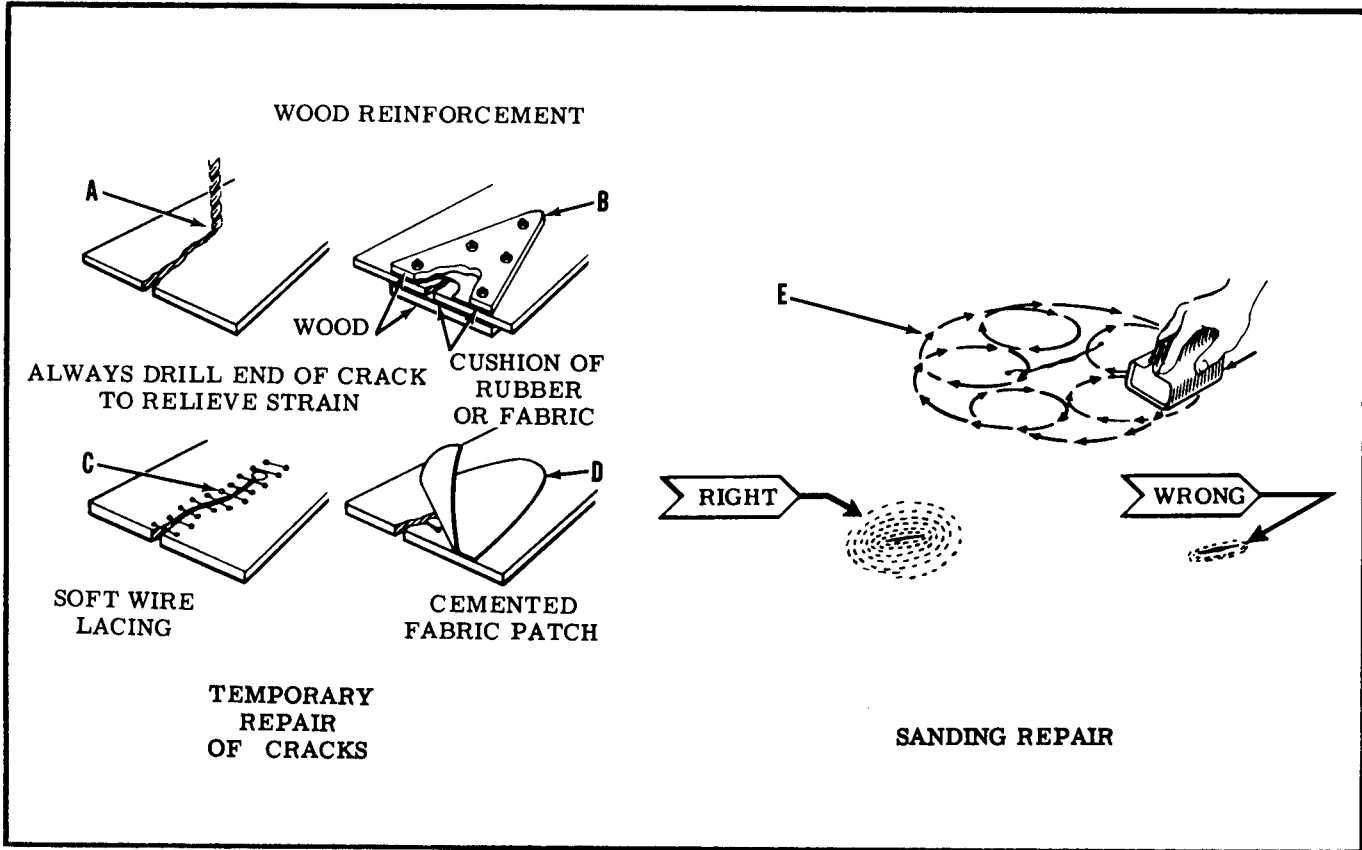 WOOD REINFORCEMENT
A
B
WOOD
ALWAYS DRILL END OF CRACK
TO RELIEVE STRAIN
CUSHION OF
RUBBER
OR FABRIC
C
D
SOFT WIRE
LACING
CEMENTED
FABRIC PATCH
TEMPORARY
REPAIR
OF CRACKS
E
RIGHT
WRONG
SANDING REPAIR